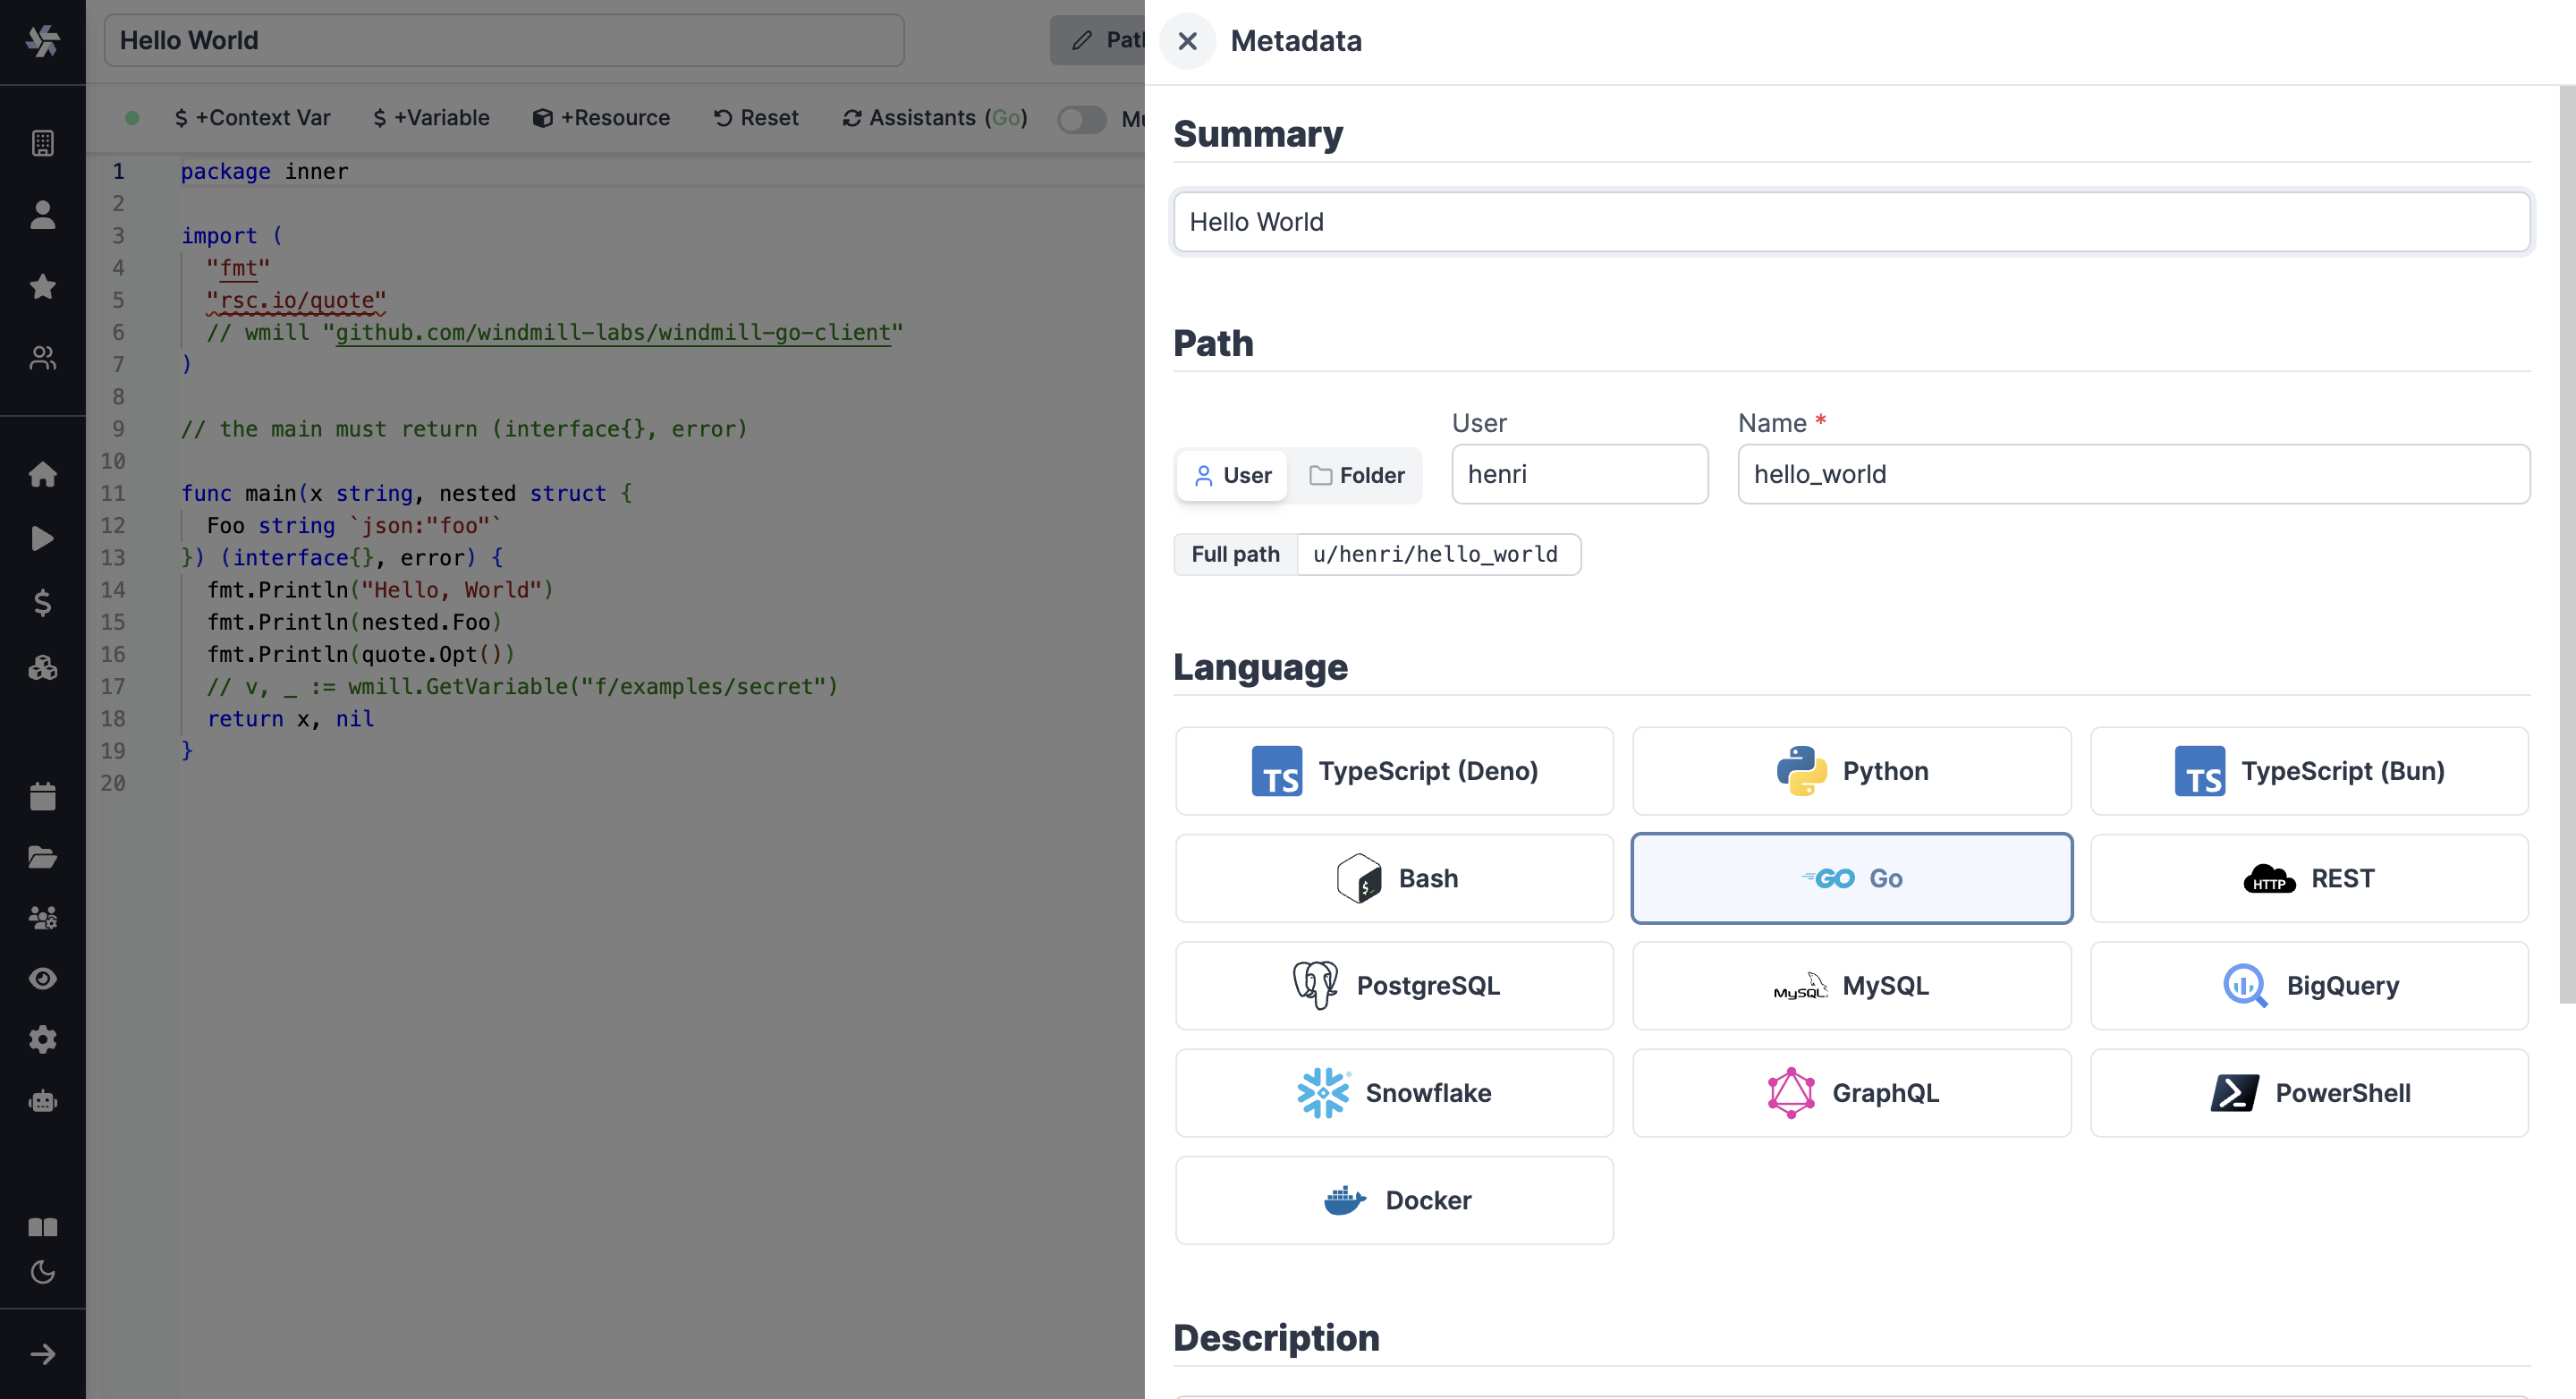 Hello World
Path
$ +Context Var
$ +Variable
+Resource
Reset
Assistants (Go)
1 package inner
2
3 import (
4 "fmt"
5 "rsc.io/quote"
6 // wmill "github.com/windmill-labs/windmill-go-client"
7 )
8
9 // the main must return (interface{}, error)
10
11 func main(x string, nested struct {
12 Foo string `json:"foo"`
13 }) (interface{}, error) {
14 fmt.Println("Hello, World")
15 fmt.Println(nested.Foo)
16 fmt.Println(quote.Opt())
17 // v, _ := wmill.GetVariable("f/examples/secret")
18 return x, nil
19 }
20
Metadata
Summary
Hello World
Path
User
Folder
User
henri
Name *
hello_world
Full path u/henri/hello_world
Language
TS TypeScript (Deno)
Python
TS TypeScript (Bun)
$ Bash
GO Go
HTTP REST
PostgreSQL
MySQL MySQL
BigQuery
Snowflake
GraphQL
PowerShell
Docker
Description